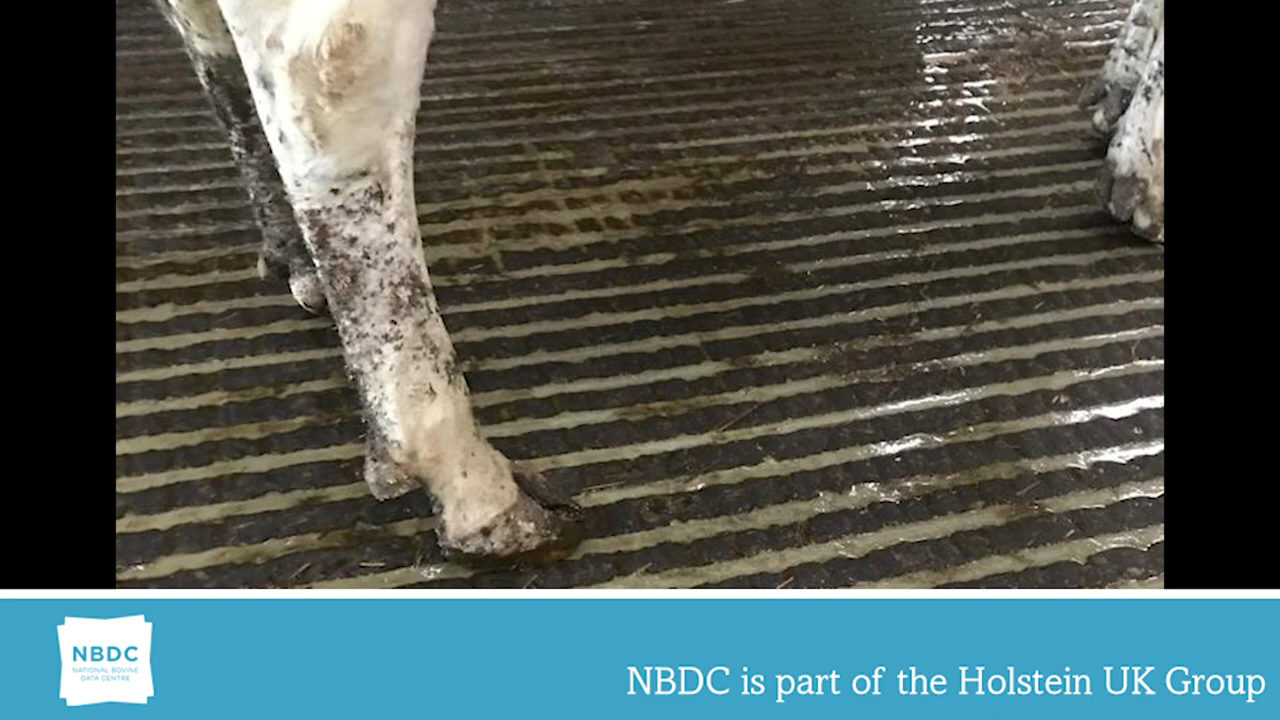 NBDC
NATIONAL BOVINE
DATA CENTRE
NBDC is part of the Holstein UK Group